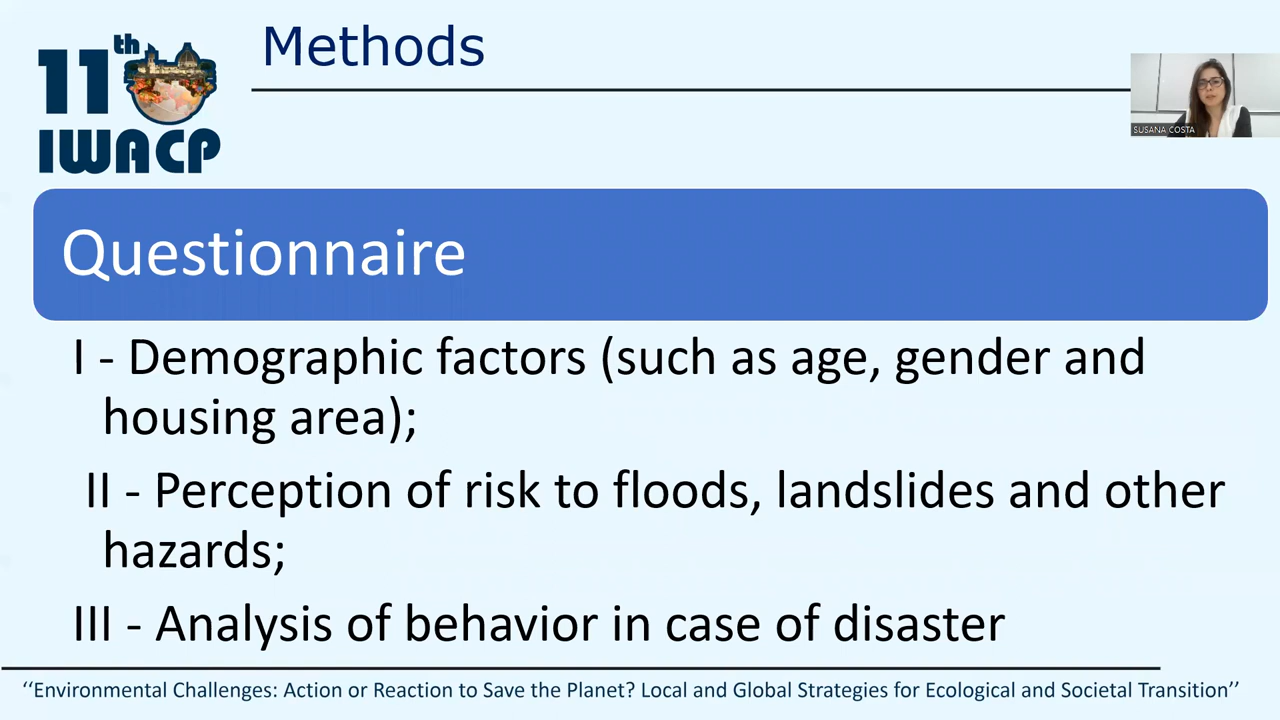 11th
IWACP
Methods
SUSANA COSTA
Questionnaire
I - Demographic factors (such as age, gender and
housing area);
II - Perception of risk to floods, landslides and other
hazards;
III - Analysis of behavior in case of disaster
‘‘Environmental Challenges: Action or Reaction to Save the Planet? Local and Global Strategies for Ecological and Societal Transition’’